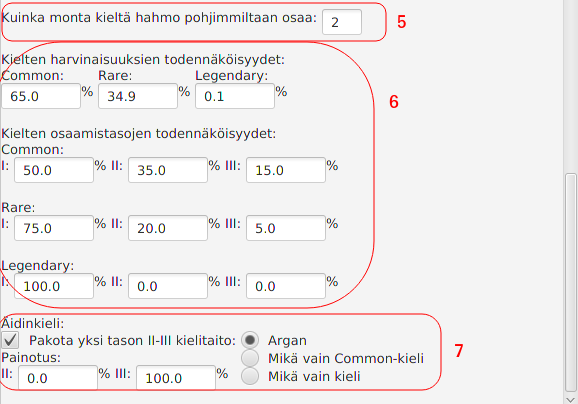 Kuinka monta kieltä hahmo pohjimmiltaan osaa: 2 5
Kielten harvinaisuuksien todennäköisyydet:
Common: Rare: Legendary:
65.0 % 34.9 % 0.1 % 6
Kielten osaamistasojen todennäköisyydet:
Common:
I: 50.0 % II: 35.0 % III: 15.0 %
Rare:
I: 75.0 % II: 20.0 % III: 5.0 %
Legendary:
I: 100.0 % II: 0.0 % III: 0.0 %
Äidinkieli:
Pakota yksi tason II-III kielitaito: Argan
Painotus: Mikä vain Common-kieli 7
II: 0.0 % III: 100.0 % Mikä vain kieli